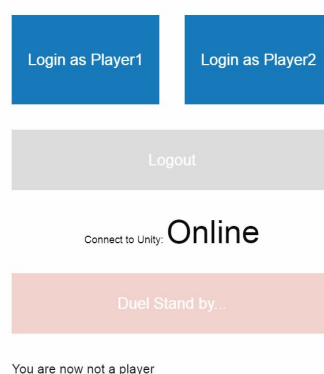 Login as Player1
Login as Player2
Logout
Connect to Unity: Online
Duel Stand by...
You are now not a player